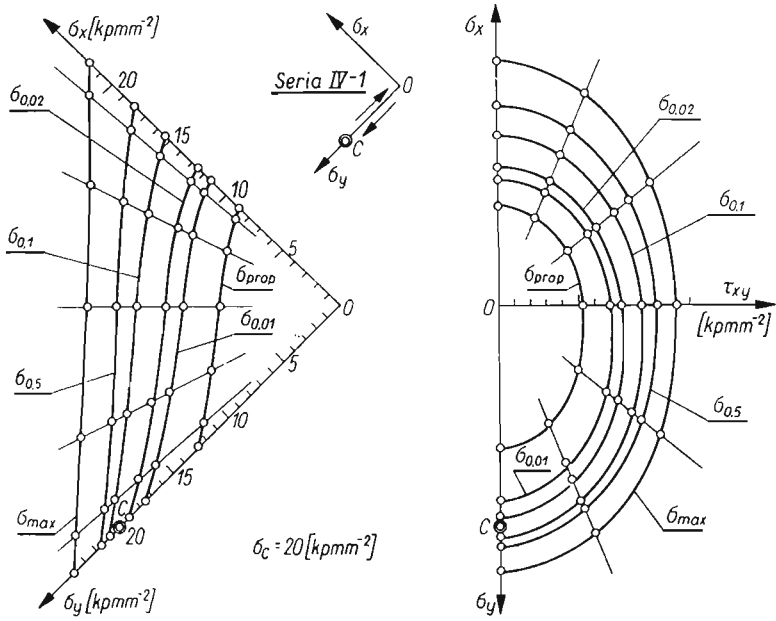 σx [kpmm⁻²]
20
σ0,02
15
10
σ0,1
5
σprop
0
σ0,01
5
σ0,5
10
15
σmax
C
20
σc = 20 [kpmm⁻²]
σy [kpmm⁻²]
σx
0
Seria IV-1
C
σy
σx
σ0,02
σ0,1
σprop
0
τxy
[kpmm⁻²]
σ0,5
σ0,01
C
σmax
σy